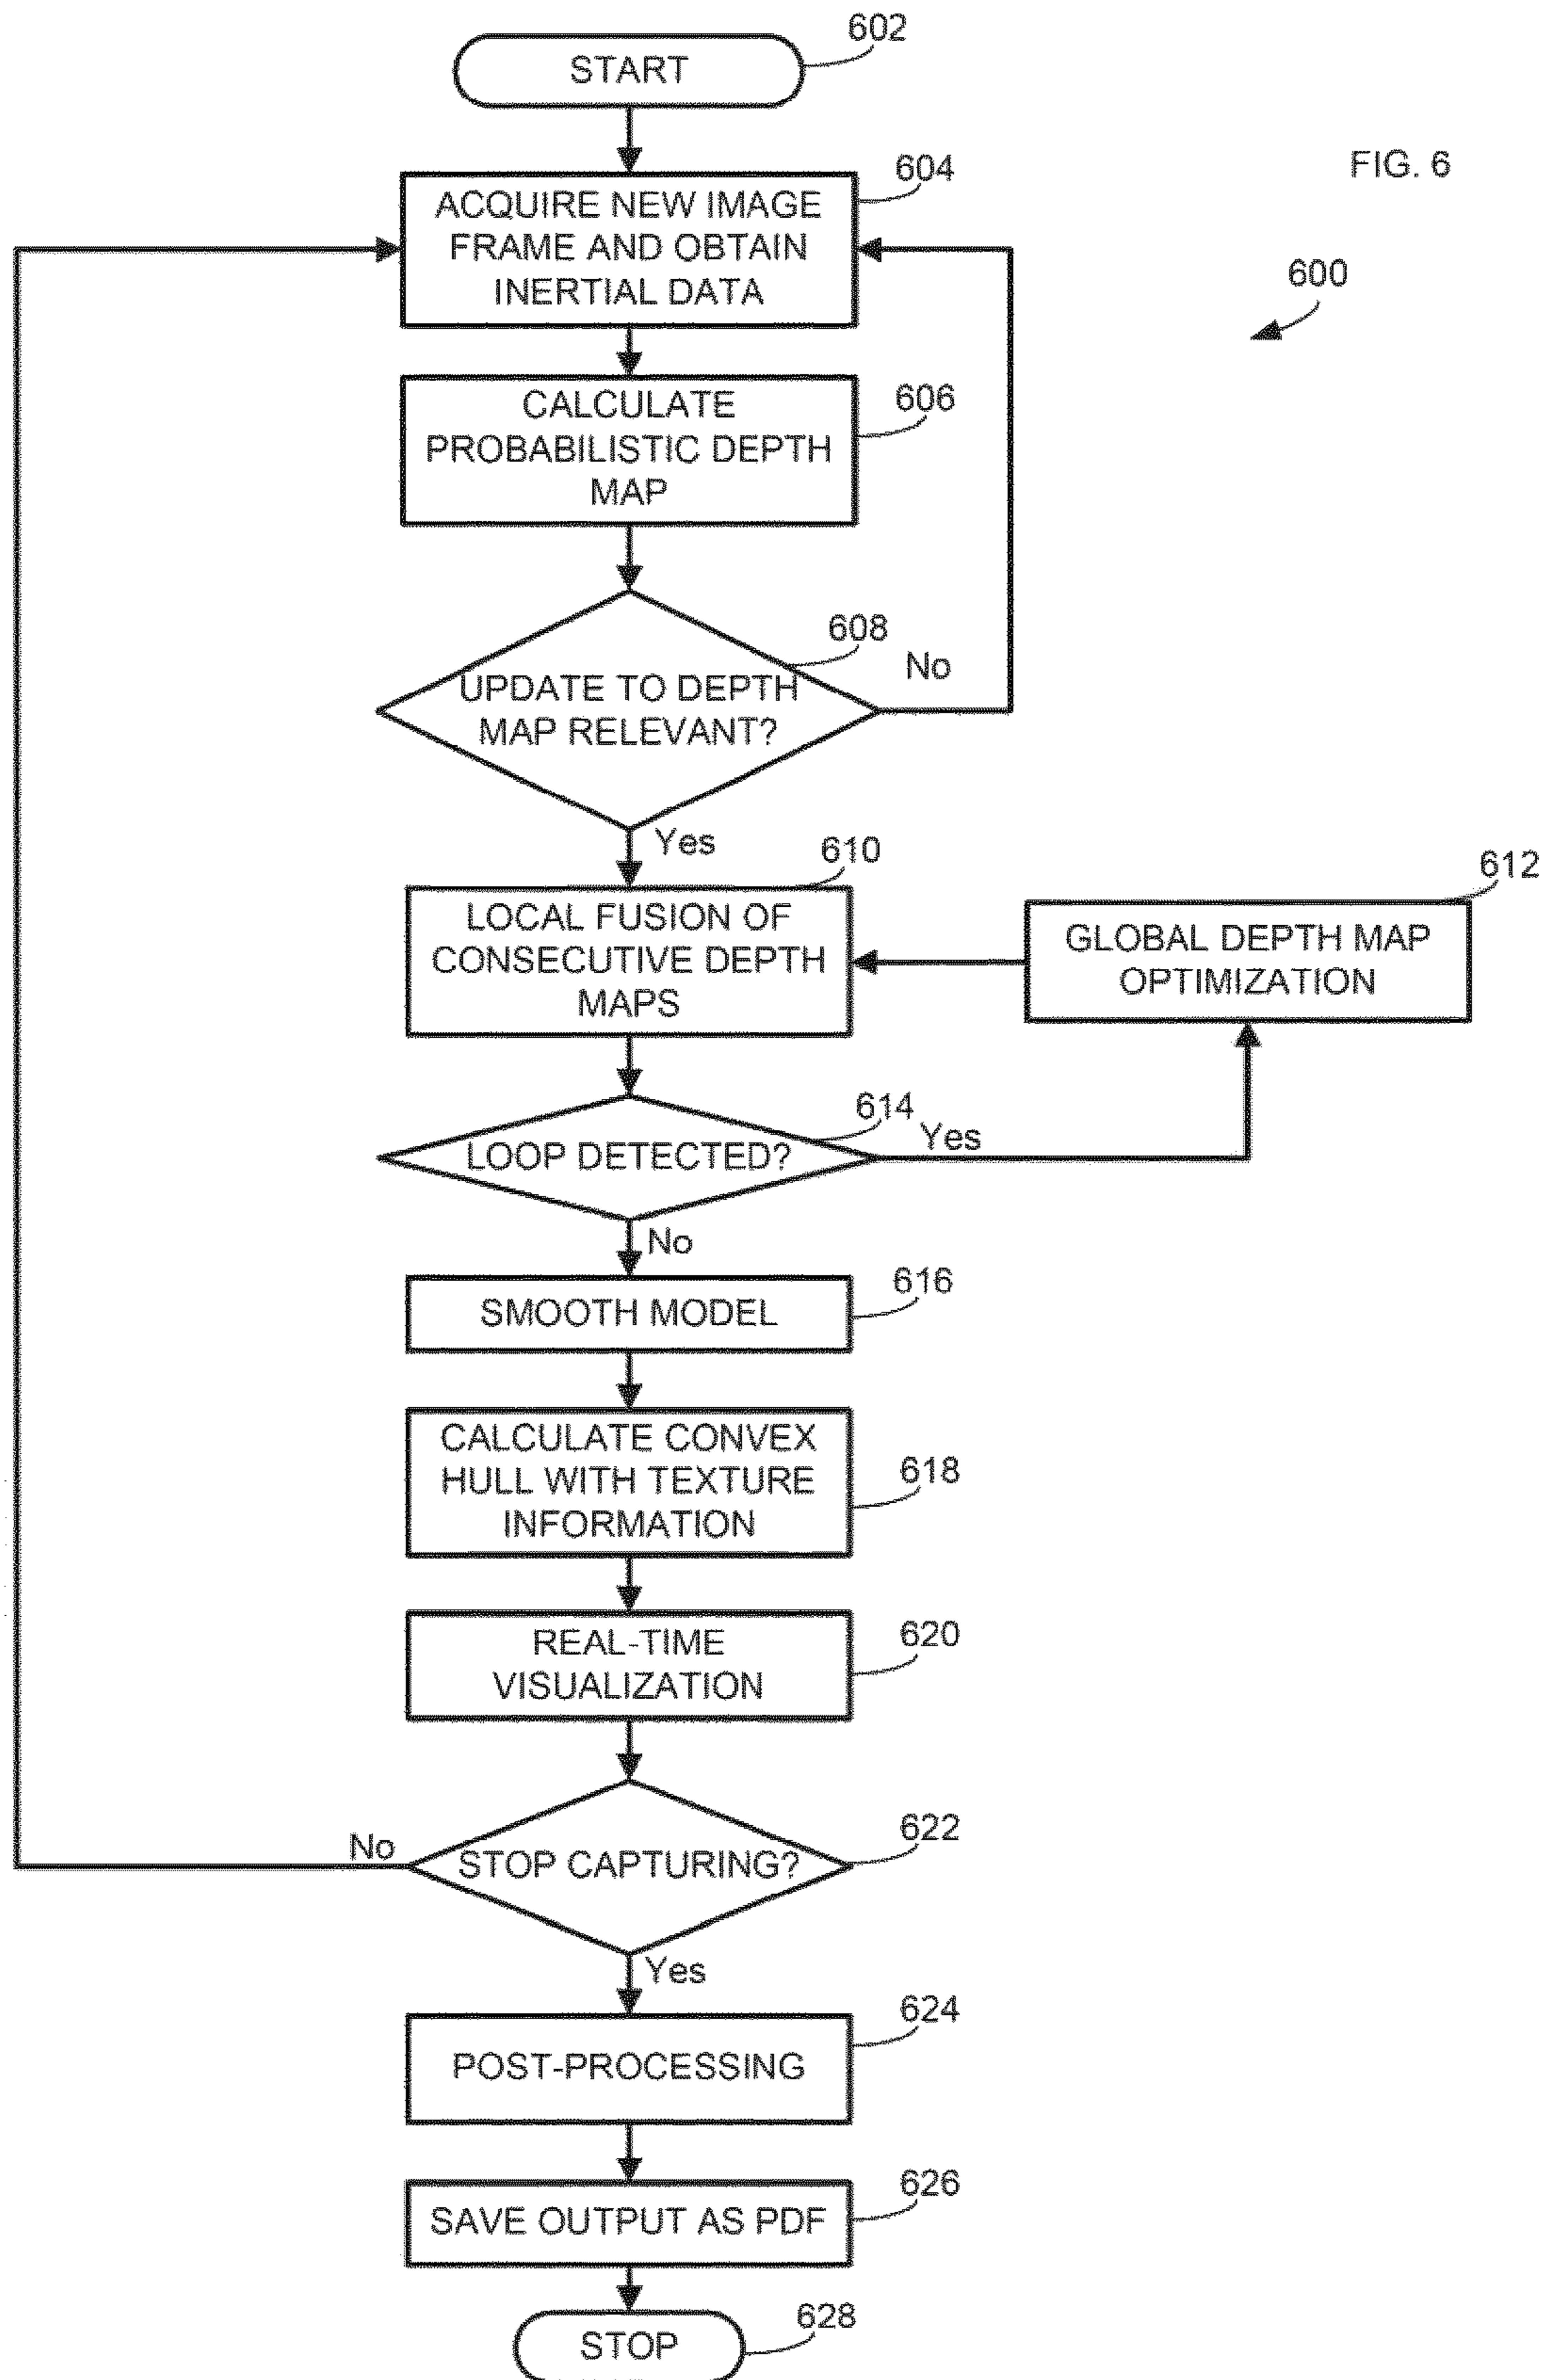 602
START
FIG. 6
604
ACQUIRE NEW IMAGE
FRAME AND OBTAIN
INERTIAL DATA
600
606
CALCULATE
PROBABILISTIC DEPTH
MAP
608
No
UPDATE TO DEPTH
MAP RELEVANT?
Yes
610
612
LOCAL FUSION OF
CONSECUTIVE DEPTH
MAPS
GLOBAL DEPTH MAP
OPTIMIZATION
614
Yes
LOOP DETECTED?
No
616
SMOOTH MODEL
CALCULATE CONVEX
HULL WITH TEXTURE
INFORMATION
618
620
REAL-TIME
VISUALIZATION
622
No
STOP CAPTURING?
Yes
624
POST-PROCESSING
626
SAVE OUTPUT AS PDF
628
STOP